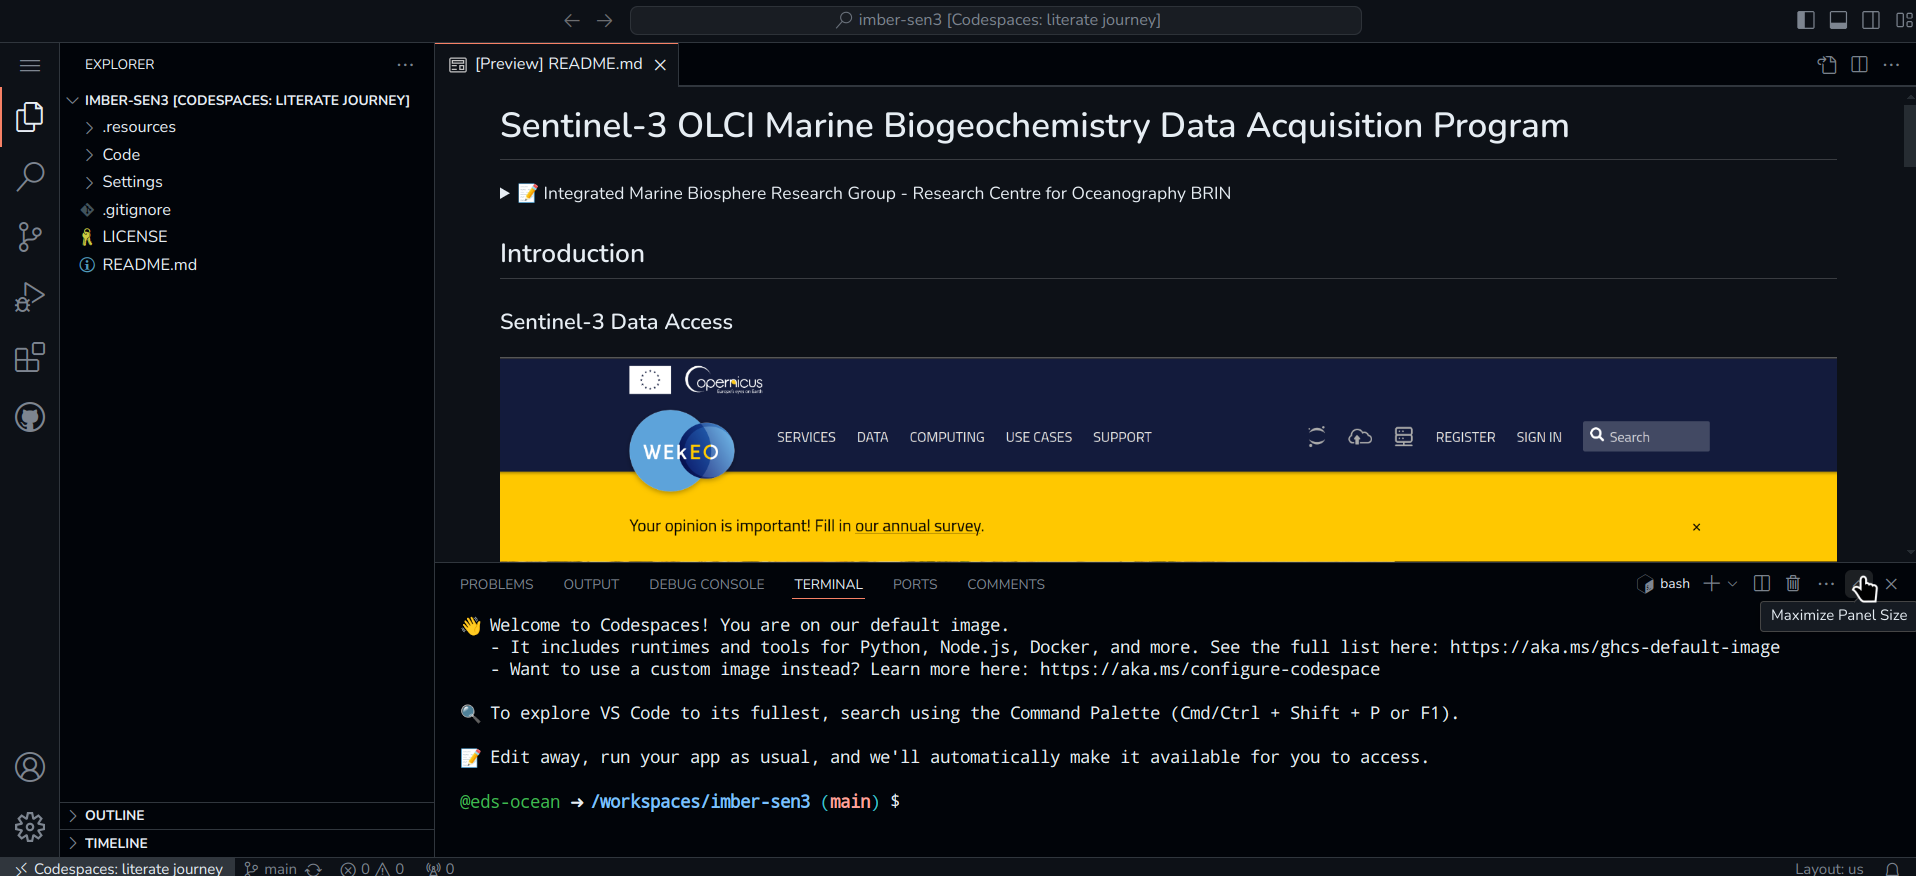 imber-sen3 [Codespaces: literate journey]
EXPLORER
IMBER-SEN3 [CODESPACES: LITERATE JOURNEY]
.resources
Code
Settings
.gitignore
LICENSE
README.md
OUTLINE
TIMELINE
[Preview] README.md
Sentinel-3 OLCI Marine Biogeochemistry Data Acquisition Program
Integrated Marine Biosphere Research Group - Research Centre for Oceanography BRIN
Introduction
Sentinel-3 Data Access
Copernicus
Europe's eyes on Earth
WEkEO
SERVICES DATA COMPUTING USE CASES SUPPORT REGISTER SIGN IN Search
Your opinion is important! Fill in our annual survey.
PROBLEMS OUTPUT DEBUG CONSOLE TERMINAL PORTS COMMENTS bash
Maximize Panel Size
Welcome to Codespaces! You are on our default image.
- It includes runtimes and tools for Python, Node.js, Docker, and more. See the full list here: https://aka.ms/ghcs-default-image
- Want to use a custom image instead? Learn more here: https://aka.ms/configure-codespace
To explore VS Code to its fullest, search using the Command Palette (Cmd/Ctrl + Shift + P or F1).
Edit away, run your app as usual, and we'll automatically make it available for you to access.
@eds-ocean ➜ /workspaces/imber-sen3 (main) $
Codespaces: literate journey main 0 0 0 Layout: us